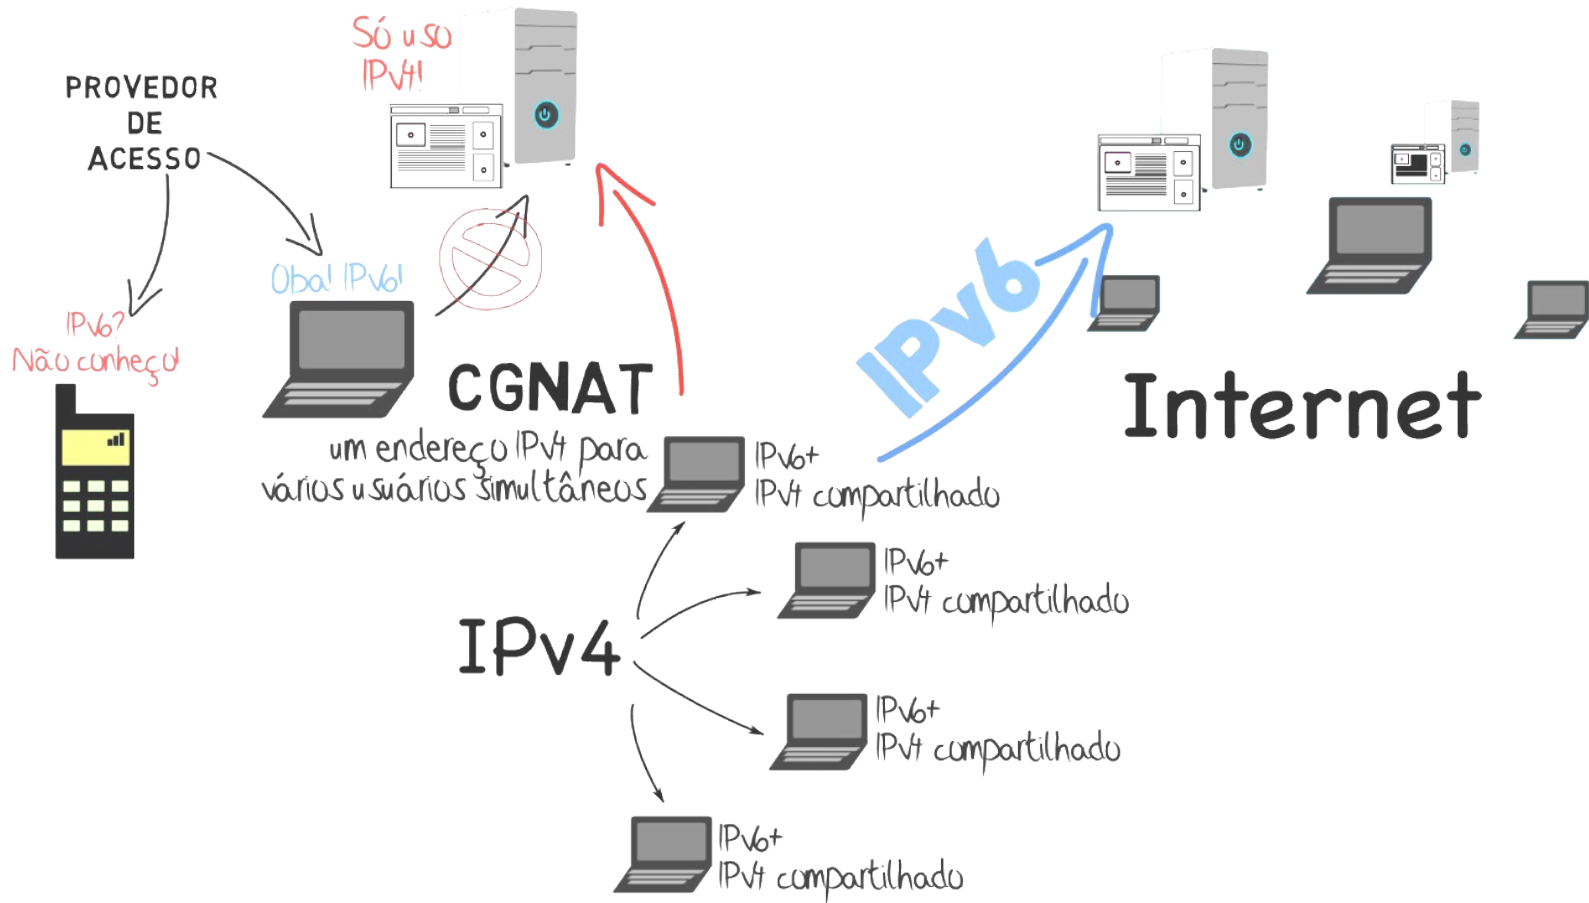 Só uso
IPv4!
PROVEDOR
DE
ACESSO
Oba! IPv6!
IPv6?
Não conheço!
CGNAT
um endereço IPv4 para
vários usuários simultâneos
IPv6
Internet
IPv6+
IPv4 compartilhado
IPv6+
IPv4 compartilhado
IPv4
IPv6+
IPv4 compartilhado
IPv6+
IPv4 compartilhado